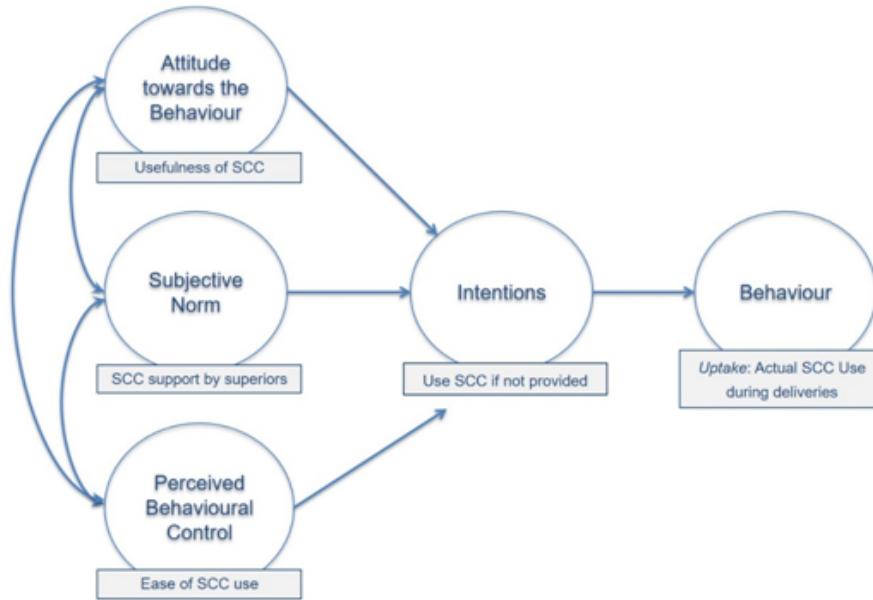 Attitude
towards the
Behaviour
Usefulness of SCC
Subjective
Norm
SCC support by superiors
Perceived
Behavioural
Control
Ease of SCC use
Intentions
Use SCC if not provided
Behaviour
Uptake: Actual SCC Use
during deliveries